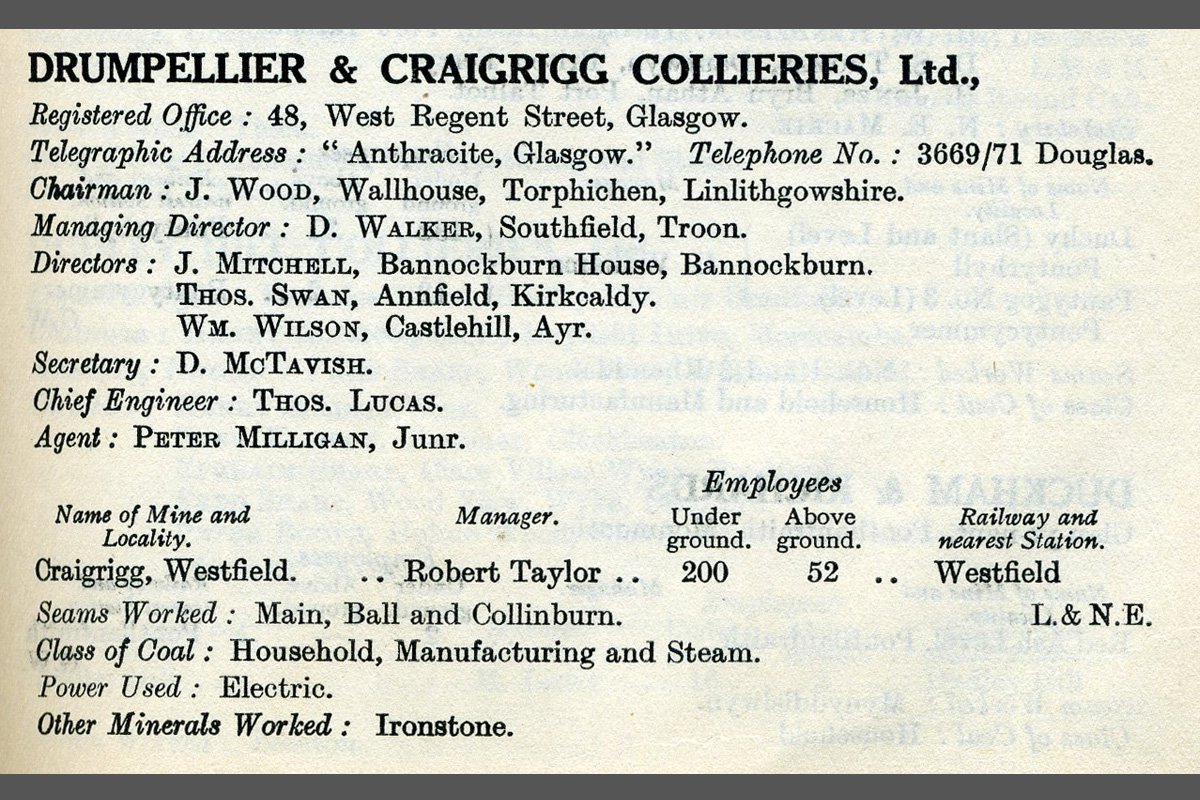 DRUMPELLIER & CRAIGRIGG COLLIERIES, Ltd.,
Registered Office : 48, West Regent Street, Glasgow.
Telegraphic Address : "Anthracite, Glasgow." Telephone No. : 3669/71 Douglas.
Chairman : J. WOOD, Wallhouse, Torphichen, Linlithgowshire.
Managing Director : D. WALKER, Southfield, Troon.
Directors : J. MITCHELL, Bannockburn House, Bannockburn.
THOS. SWAN, Annfield, Kirkcaldy.
WM. WILSON, Castlehill, Ayr.
Secretary : D. MCTAVISH.
Chief Engineer : THOS. LUCAS.
Agent : PETER MILLIGAN, Junr.
Employees
Name of Mine and Manager. Under Above Railway and
Locality. ground. ground. nearest Station.
Craigrigg, Westfield. .. Robert Taylor .. 200 52 .. Westfield
Seams Worked : Main, Ball and Collinburn. L. & N.E.
Class of Coal : Household, Manufacturing and Steam.
Power Used : Electric.
Other Minerals Worked : Ironstone.